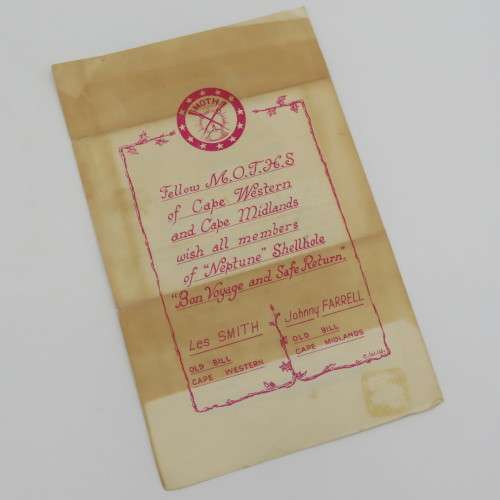 MOTH
Fellow M.O.T.H.S
of Cape Western
and Cape Midlands
wish all members
of "Neptune" Shellhole
"Bon Voyage and Safe Return".
Les SMITH
OLD BILL
CAPE WESTERN
Johnny FARRELL
OLD BILL
CAPE MIDLANDS